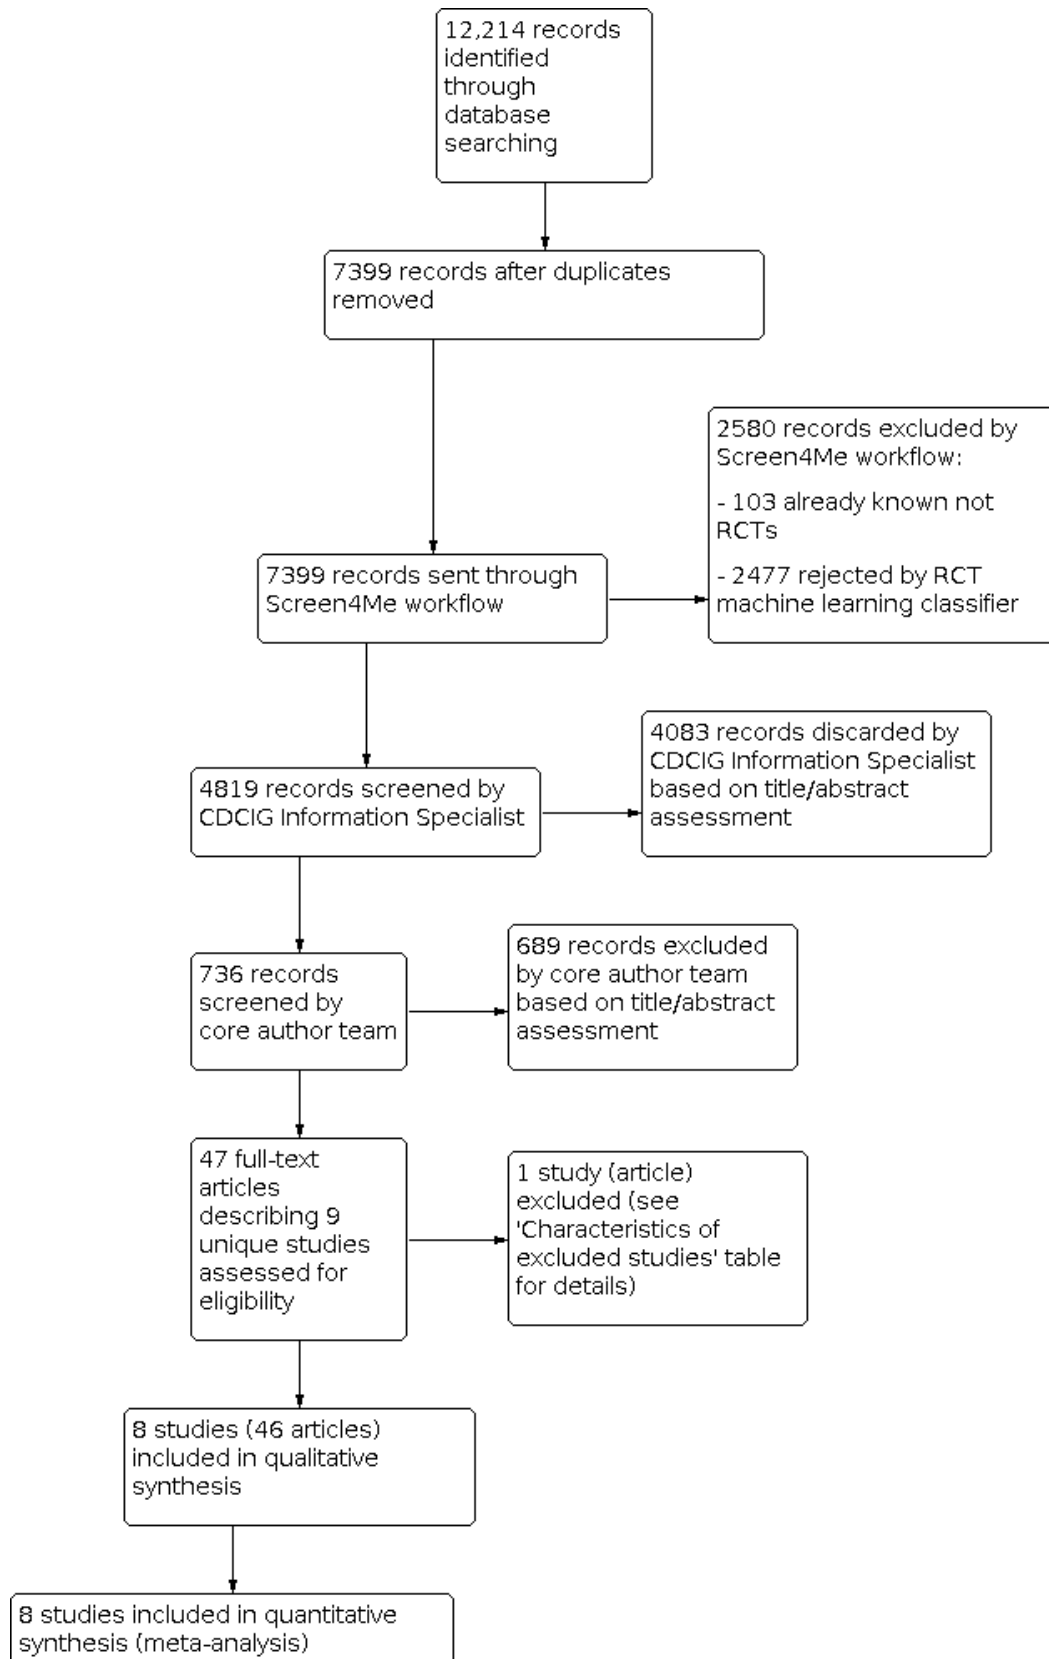 12,214 records
identified
through
database
searching
7399 records after duplicates
removed
2580 records excluded by
Screen4Me workflow:
- 103 already known not
RCTs
- 2477 rejected by RCT
machine learning classifier
7399 records sent through
Screen4Me workflow
4083 records discarded by
CDCIG Information Specialist
based on title/abstract
assessment
4819 records screened by
CDCIG Information Specialist
689 records excluded
by core author team
based on title/abstract
assessment
736 records
screened by
core author team
47 full-text
articles
describing 9
unique studies
assessed for
eligibility
1 study (article)
excluded (see
'Characteristics of
excluded studies' table
for details)
8 studies (46 articles)
included in qualitative
synthesis
8 studies included in quantitative
synthesis (meta-analysis)